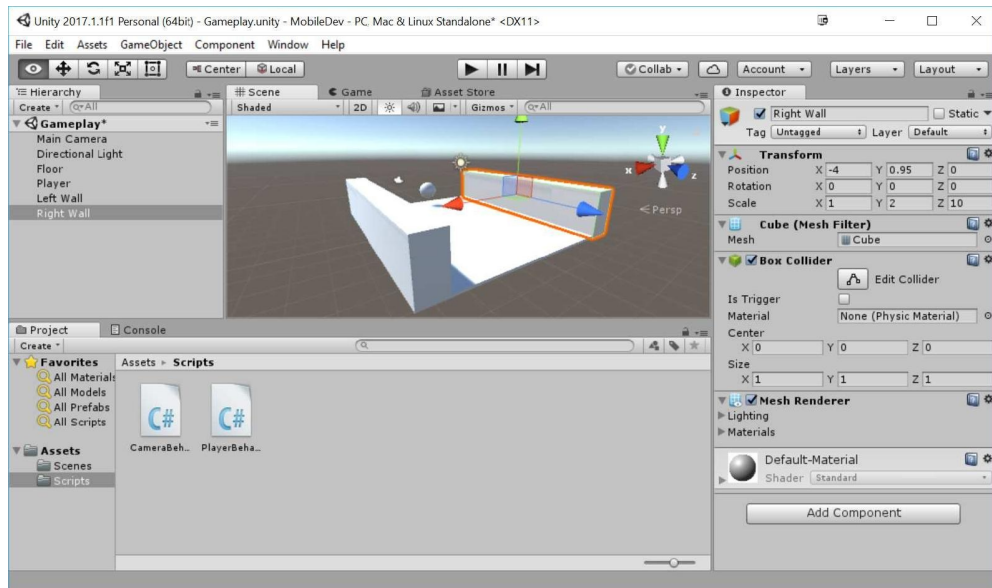 Unity 2017.1.1f1 Personal (64bit) - Gameplay.unity - MobileDev - PC, Mac & Linux Standalone* <DX11>
File Edit Assets GameObject Component Window Help
Center Local Collab Account Layers Layout
Hierarchy Scene Game Asset Store Inspector
Create All Shaded 2D Gizmos All Right Wall Static
Gameplay*
Main Camera Tag Untagged Layer Default
Directional Light
Floor
Player
Left Wall
Right Wall
y
x
z
Persp
Transform
Position X -4 Y 0.95 Z 0
Rotation X 0 Y 0 Z 0
Scale X 1 Y 2 Z 10
Cube (Mesh Filter)
Mesh Cube
Box Collider
Edit Collider
Is Trigger
Material None (Physic Material)
Center
X 0 Y 0 Z 0
Size
X 1 Y 1 Z 1
Mesh Renderer
Lighting
Materials
Default-Material
Shader Standard
Add Component
Project Console
Create
Favorites Assets Scripts
All Materials
All Models
All Prefabs
All Scripts
C# C#
CameraBeh... PlayerBeha...
Assets
Scenes
Scripts